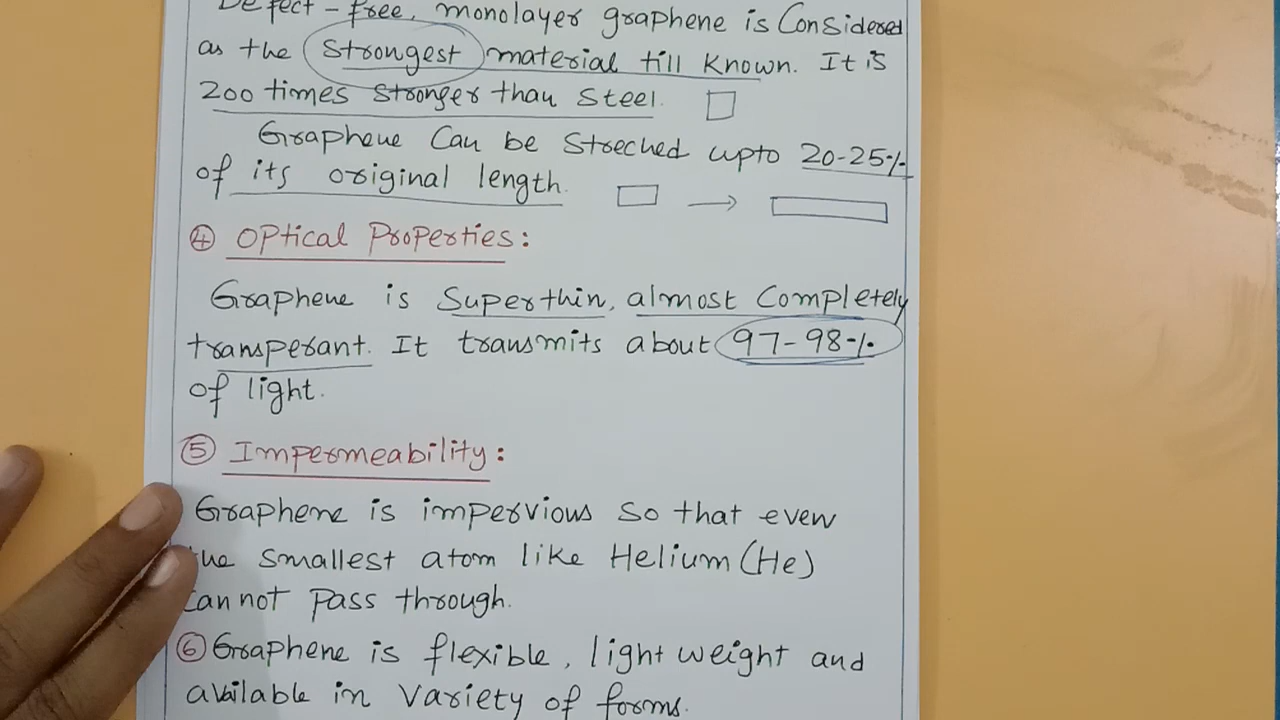 Defect-free, monolayer graphene is Considered
as the strongest material till known. It is
200 times stronger than steel.
Graphene Can be Streched upto 20-25%
of its original length.
④ Optical Properties:
Graphene is Superthin, almost Completely
transperant. It transmits about 97-98%
of light.
⑤ Impermeability:
Graphene is impervious so that even
the smallest atom like Helium (He)
Cannot pass through.
⑥ Graphene is flexible, light weight and
available in variety of forms.